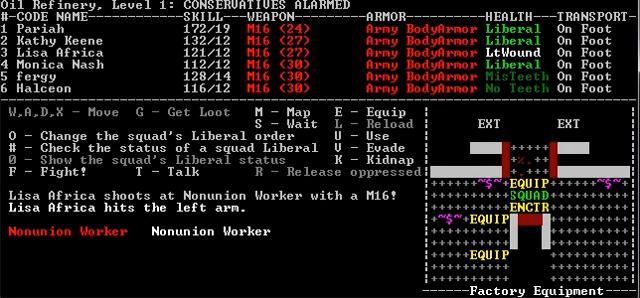 Oil Refinery, Level 1: CONSERVATIVES ALARMED
#—CODE NAME————————————SKILL———WEAPON—————————ARMOR———————————HEALTH———TRANSPORT—
1 Pariah 172/19 M16 (24) Army BodyArmor Liberal On Foot
2 Kathy Keene 132/12 M16 (27) Army BodyArmor Liberal On Foot
3 Lisa Africa 121/12 M16 (27) Army BodyArmor LtWound On Foot
4 Monica Nash 112/12 M16 (30) Army BodyArmor Liberal On Foot
5 fergy 128/14 M16 (30) Army BodyArmor MisTeeth On Foot
6 Halceon 116/12 M16 (30) Army BodyArmor No Teeth On Foot
W,A,D,X - Move G - Get Loot M - Map E - Equip
S - Wait L - Reload EXT EXT
O - Change the squad's Liberal order U - Use
# - Check the status of a squad Liberal V - Evade
0 - Show the squad's Liberal status K - Kidnap
F - Fight! T - Talk R - Release oppressed
~$~ EQUIP ~$~
Lisa Africa shoots at Nonunion Worker with a M16! SQUAD
Lisa Africa hits the left arm. ENCTR
~$~ EQUIP
Nonunion Worker Nonunion Worker
EQUIP
Factory Equipment